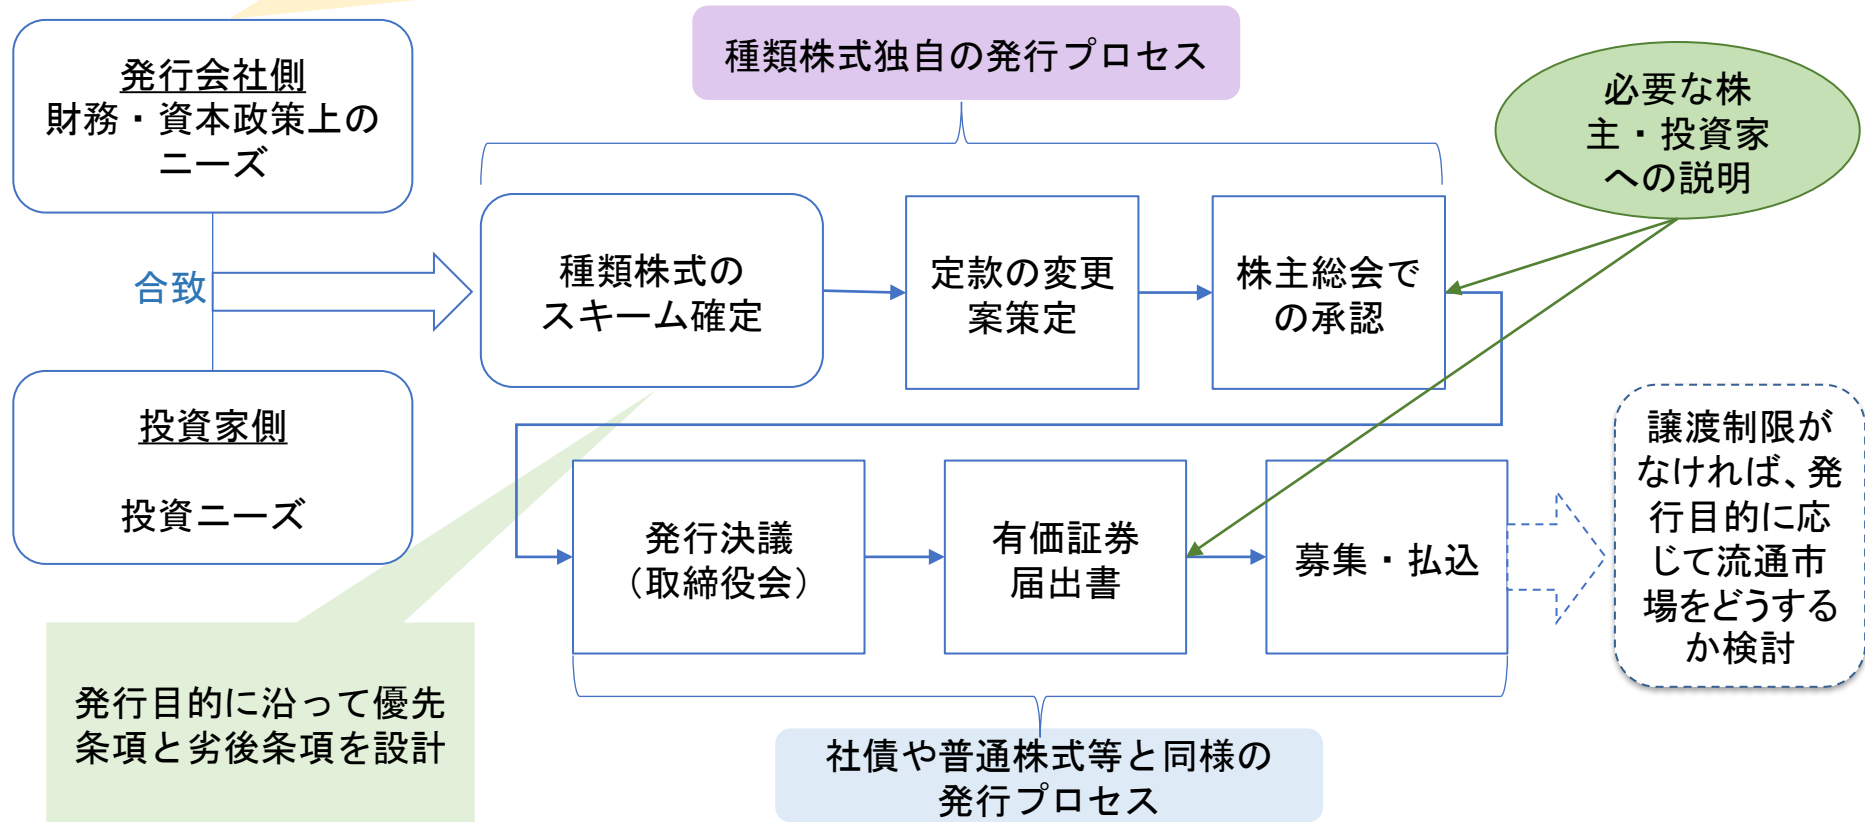 発行会社側
財務・資本政策上の
ニーズ
種類株式独自の発行プロセス
必要な株
主・投資家
への説明
合致
種類株式の
スキーム確定
定款の変更
案策定
株主総会で
の承認
投資家側
投資ニーズ
発行決議
（取締役会）
有価証券
届出書
募集・払込
譲渡制限が
なければ、発
行目的に応
じて流通市
場をどうする
か検討
発行目的に沿って優先
条項と劣後条項を設計
社債や普通株式等と同様の
発行プロセス